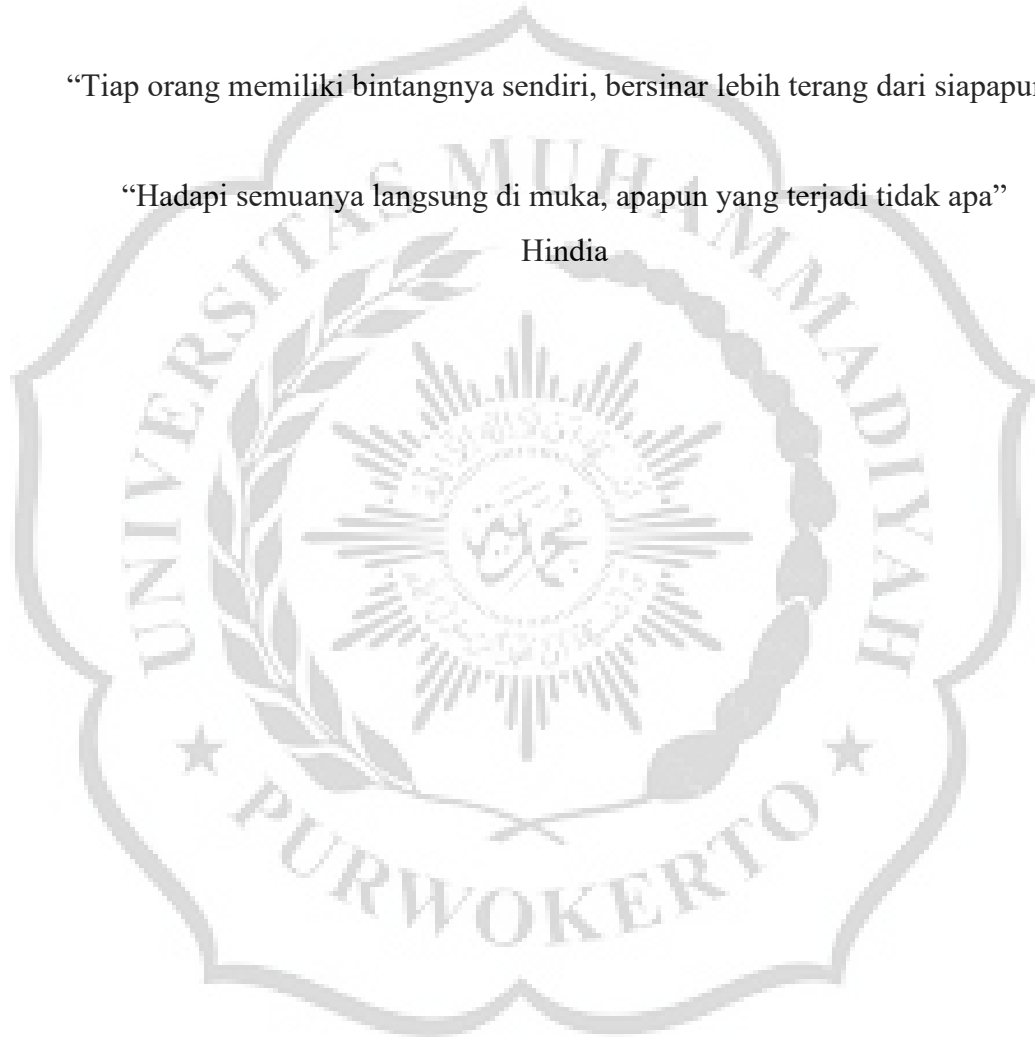 “Tiap orang memiliki bintangnya sendiri, bersinar lebih terang dari
“Hadapi semuanya langsung di muka, apapun yang terjadi tidak apa”
Hindia
UNIVERSITAS MUHAMMADIYAH
PURWOKERTO